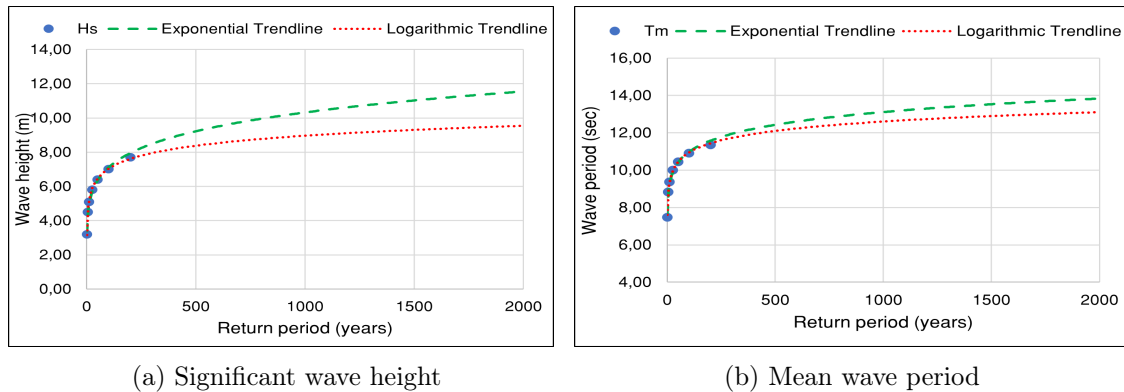 Hs Exponential Trendline Logarithmic Trendline
14,00
12,00
10,00
8,00
6,00
4,00
2,00
0,00
Wave height (m)
0 500 1000 1500 2000
Return period (years)
(a) Significant wave height
Tm Exponential Trendline Logarithmic Trendline
16,00
14,00
12,00
10,00
8,00
6,00
4,00
Wave period (sec)
0 500 1000 1500 2000
Return period (years)
(b) Mean wave period